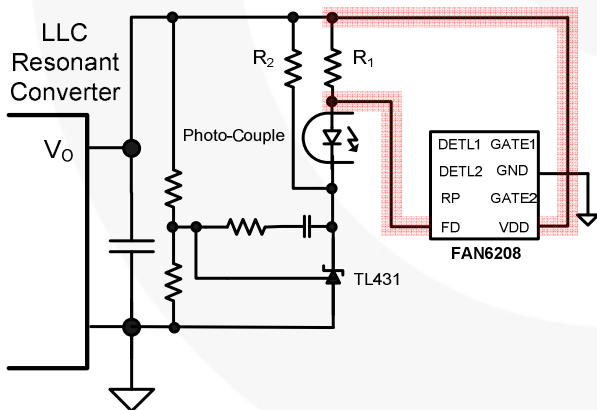 LLC
Resonant
Converter
R2
R1
Photo-Couple
VO
DETL1 GATE1
DETL2 GND
RP GATE2
FD VDD
FAN6208
TL431